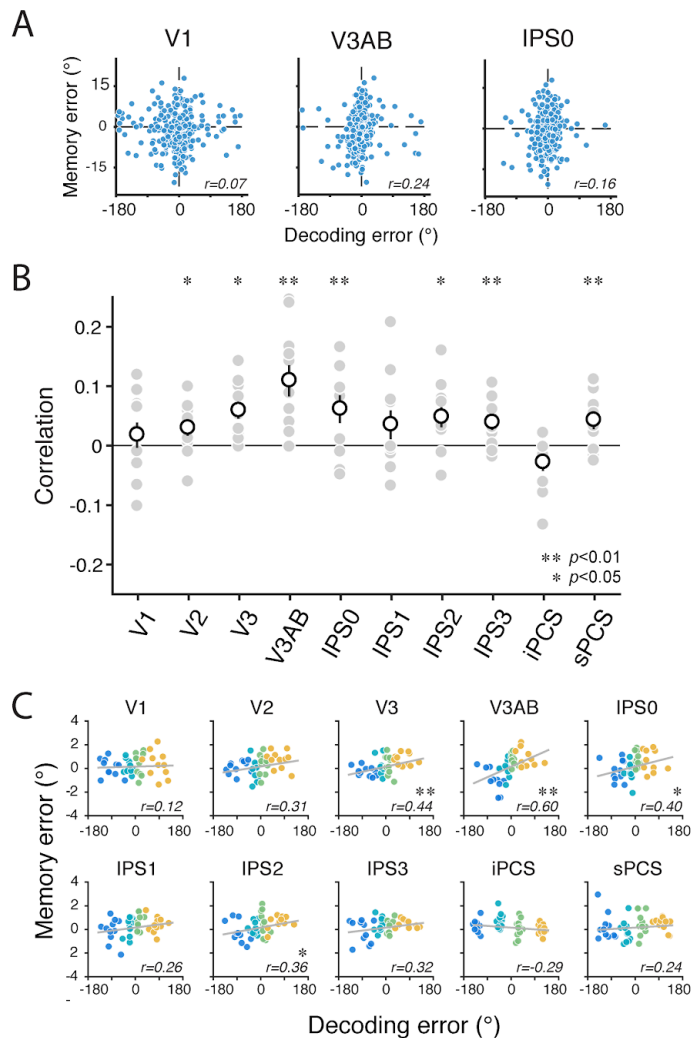 A
V1 V3AB IPS0
Memory error (°)
15
0
-15
-180 0 180 -180 0 180 -180 0 180
r=0.07 r=0.24 r=0.16
Decoding error (°)
B
* * ** ** * ** **
Correlation
0.2
0.1
0
-0.1
-0.2
** p<0.01
* p<0.05
V1 V2 V3 V3AB IPS0 IPS1 IPS2 IPS3 iPCS sPCS
C
V1 V2 V3 V3AB IPS0
Memory error (°)
4
2
0
2
4
** ** *
r=0.12 r=0.31 r=0.44 r=0.60 r=0.40
-180 0 180 -180 0 180 -180 0 180 -180 0 180 -180 0 180
IPS1 IPS2 IPS3 iPCS sPCS
4
2
0
2
4
*
r=0.26 r=0.36 r=0.32 r=-0.29 r=0.24
-180 0 180 -180 0 180 -180 0 180 -180 0 180 -180 0 180
-
Decoding error (°)